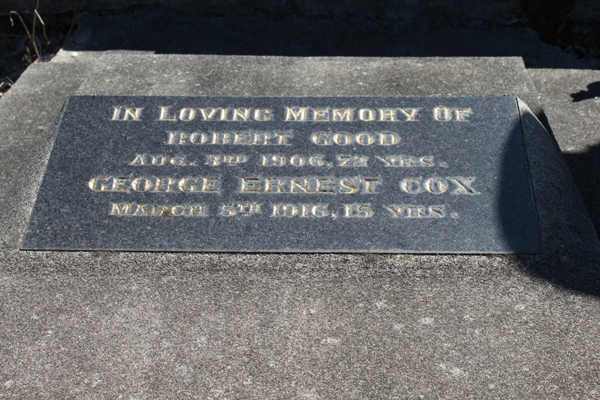 IN LOVING MEMORY OF
ROBERT GOOD
AUG. 3RD 1906, 72 YRS.
GEORGE ERNEST COX
MARCH 5TH 1916, 15 YRS.